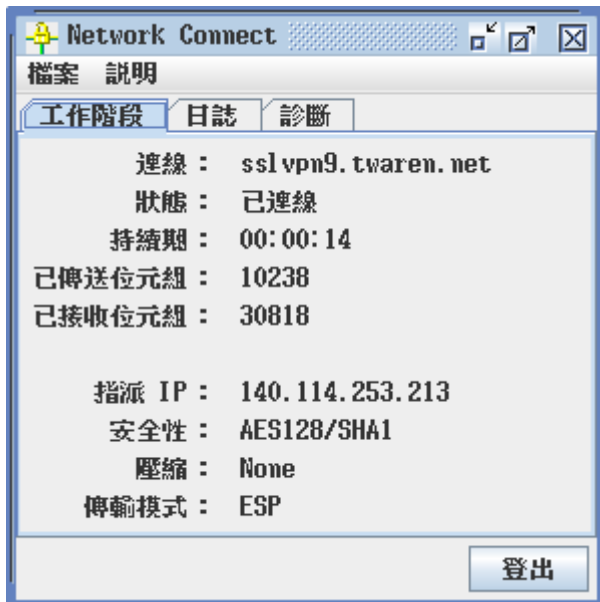 Network Connect
檔案 説明
工作階段 日誌 診斷
連線： sslvpn9.twaren.net
狀態： 已連線
持續期： 00:00:14
已傳送位元組： 10238
已接收位元組： 30818
指派 IP： 140.114.253.213
安全性： AES128/SHA1
壓縮： None
傳輸模式： ESP
登出